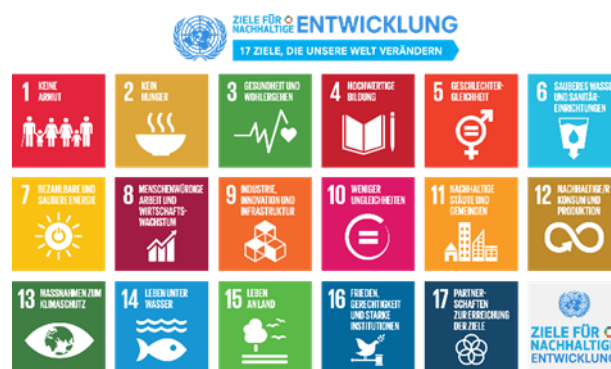 ZIELE FÜR
NACHHALTIGE ENTWICKLUNG
17 ZIELE, DIE UNSERE WELT VERÄNDERN
1 KEINE
ARMUT
2 KEIN
HUNGER
3 GESUNDHEIT UND
WOHLERGEHEN
4 HOCHWERTIGE
BILDUNG
5 GESCHLECHTER-
GLEICHHEIT
6 SAUBERES WASSER
UND SANITÄR-
EINRICHTUNGEN
7 BEZAHLBARE UND
SAUBERE ENERGIE
8 MENSCHENWÜRDIGE
ARBEIT UND
WIRTSCHAFTS-
WACHSTUM
9 INDUSTRIE,
INNOVATION UND
INFRASTRUKTUR
10 WENIGER
UNGLEICHHEITEN
11 NACHHALTIGE
STÄDTE UND
GEMEINDEN
12 NACHHALTIGE/R
KONSUM UND
PRODUKTION
13 MASSNAHMEN ZUM
KLIMASCHUTZ
14 LEBEN UNTER
WASSER
15 LEBEN
AN LAND
16 FRIEDEN,
GERECHTIGKEIT
UND STARKE
INSTITUTIONEN
17 PARTNER-
SCHAFTEN
ZUR ERREICHUNG
DER ZIELE
ZIELE FÜR
NACHHALTIGE
ENTWICKLUNG